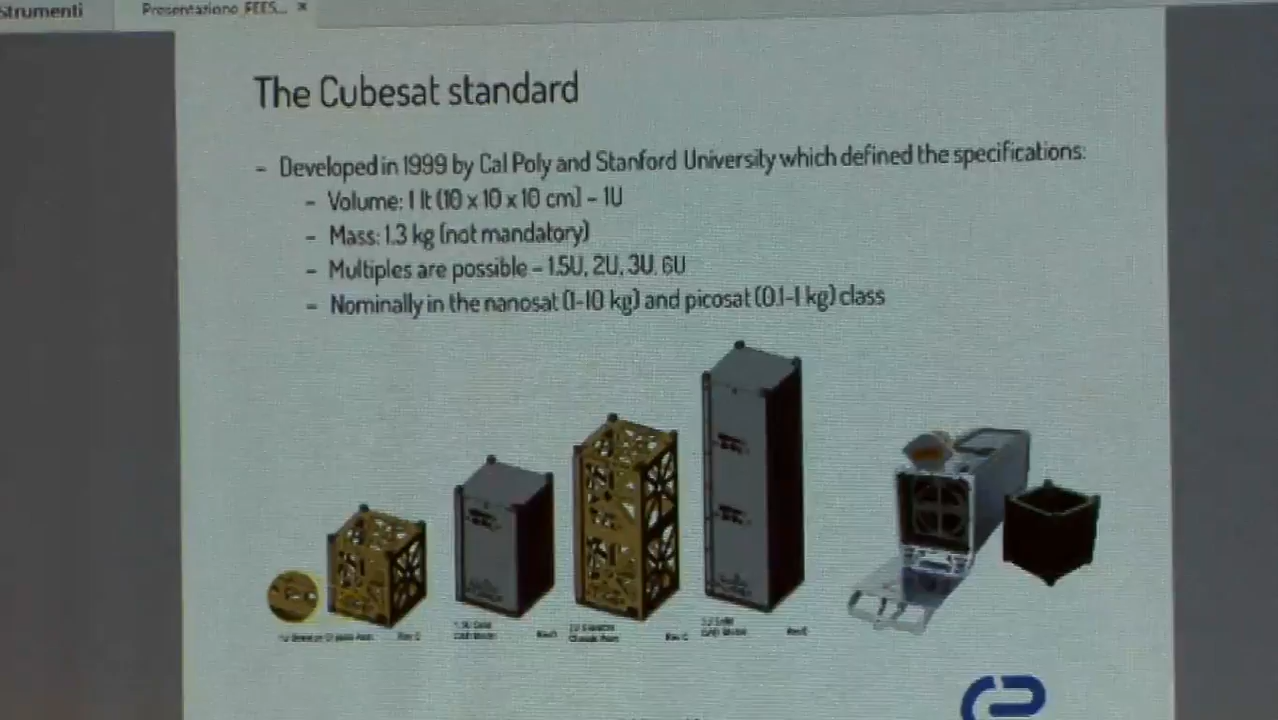 Strumenti
Presentazione FEES... ×
The Cubesat standard
- Developed in 1999 by Cal Poly and Stanford University which defined the specifications:
- Volume: 1 lt (10 x 10 x 10 cm) - 1U
- Mass: 1.3 kg (not mandatory)
- Multiples are possible - 1.5U, 2U, 3U, 6U
- Nominally in the nanosat (1-10 kg) and picosat (0.1-1 kg) class